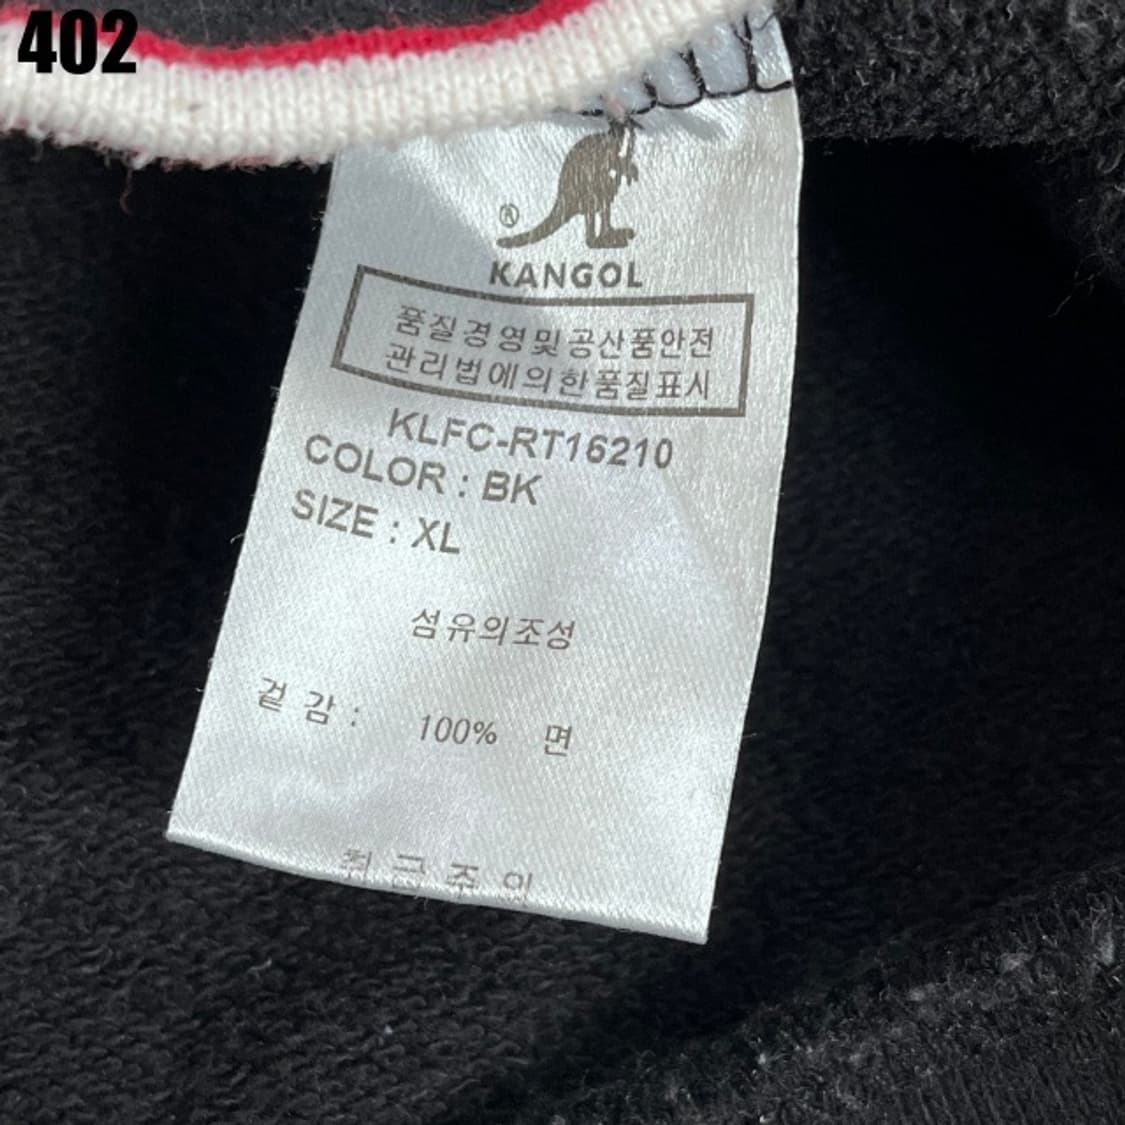 402
®
KANGOL
품질경영및공산품안전
관리법에의한품질표시
KLFC-RT16210
COLOR : BK
SIZE : XL
섬유의조성
겉 감 : 100% 면